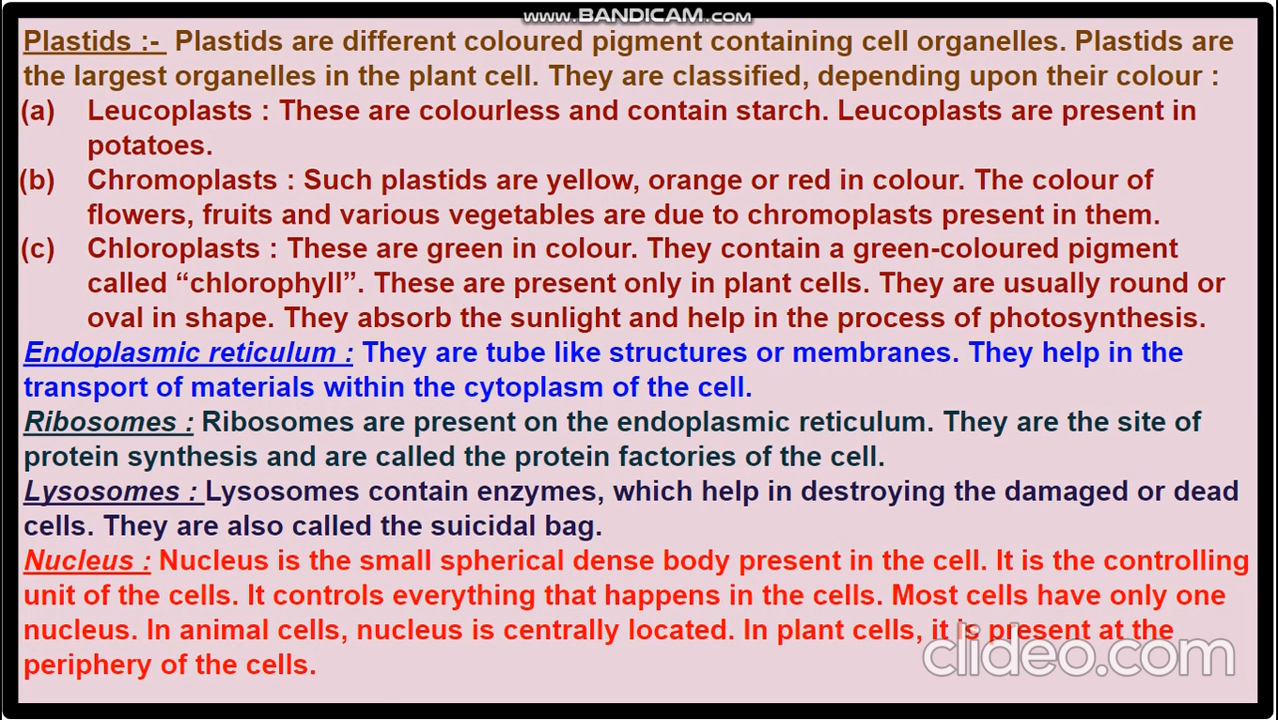 WWW.BANDICAM.COM
Plastids :- Plastids are different coloured pigment containing cell organelles. Plastids are
the largest organelles in the plant cell. They are classified, depending upon their colour :
(a) Leucoplasts : These are colourless and contain starch. Leucoplasts are present in
potatoes.
(b) Chromoplasts : Such plastids are yellow, orange or red in colour. The colour of
flowers, fruits and various vegetables are due to chromoplasts present in them.
(c) Chloroplasts : These are green in colour. They contain a green-coloured pigment
called “chlorophyll”. These are present only in plant cells. They are usually round or
oval in shape. They absorb the sunlight and help in the process of photosynthesis.
Endoplasmic reticulum : They are tube like structures or membranes. They help in the
transport of materials within the cytoplasm of the cell.
Ribosomes : Ribosomes are present on the endoplasmic reticulum. They are the site of
protein synthesis and are called the protein factories of the cell.
Lysosomes : Lysosomes contain enzymes, which help in destroying the damaged or dead
cells. They are also called the suicidal bag.
Nucleus : Nucleus is the small spherical dense body present in the cell. It is the controlling
unit of the cells. It controls everything that happens in the cells. Most cells have only one
nucleus. In animal cells, nucleus is centrally located. In plant cells, it is present at the
periphery of the cells.
clideo.com